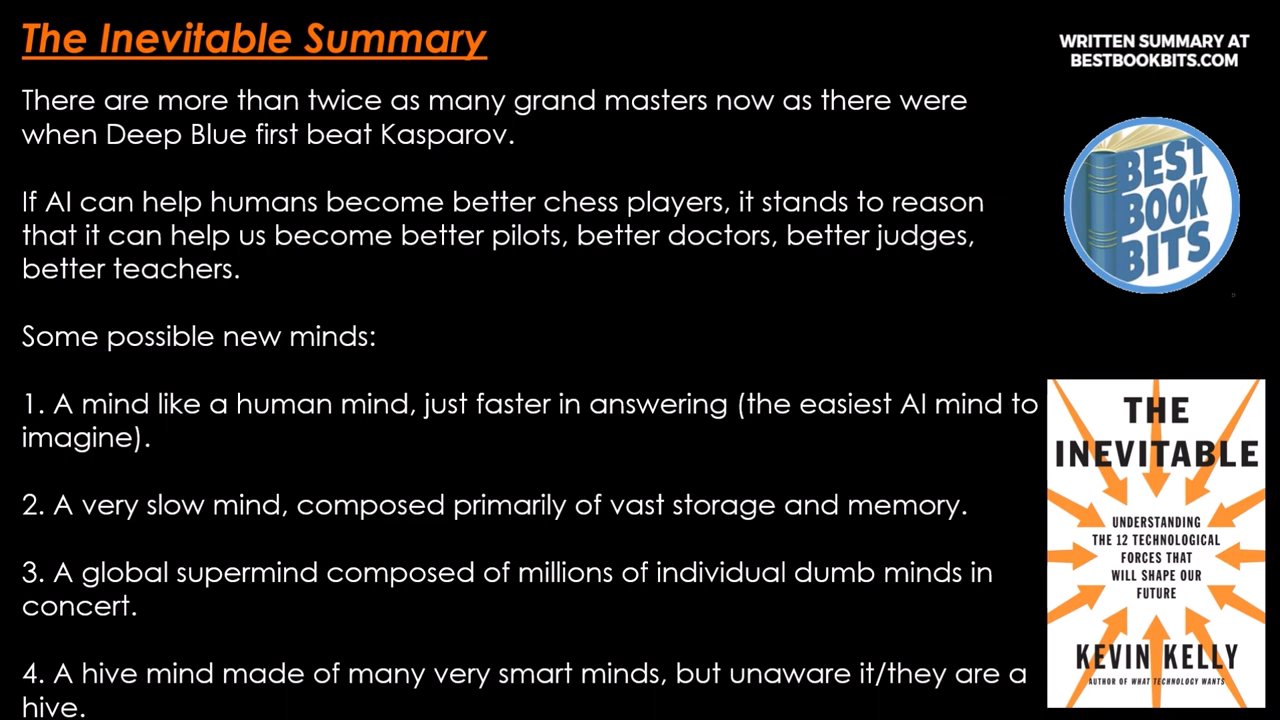 The Inevitable Summary
WRITTEN SUMMARY AT
BESTBOOKBITS.COM
There are more than twice as many grand masters now as there were
when Deep Blue first beat Kasparov.
If AI can help humans become better chess players, it stands to reason
that it can help us become better pilots, better doctors, better judges,
better teachers.
Some possible new minds:
1. A mind like a human mind, just faster in answering (the easiest AI mind to
imagine).
2. A very slow mind, composed primarily of vast storage and memory.
3. A global supermind composed of millions of individual dumb minds in
concert.
4. A hive mind made of many very smart minds, but unaware it/they are a
hive.
BEST
BOOK
BITS
THE
INEVITABLE
UNDERSTANDING
THE 12 TECHNOLOGICAL
FORCES THAT
WILL SHAPE OUR
FUTURE
KEVIN KELLY
AUTHOR OF WHAT TECHNOLOGY WANTS